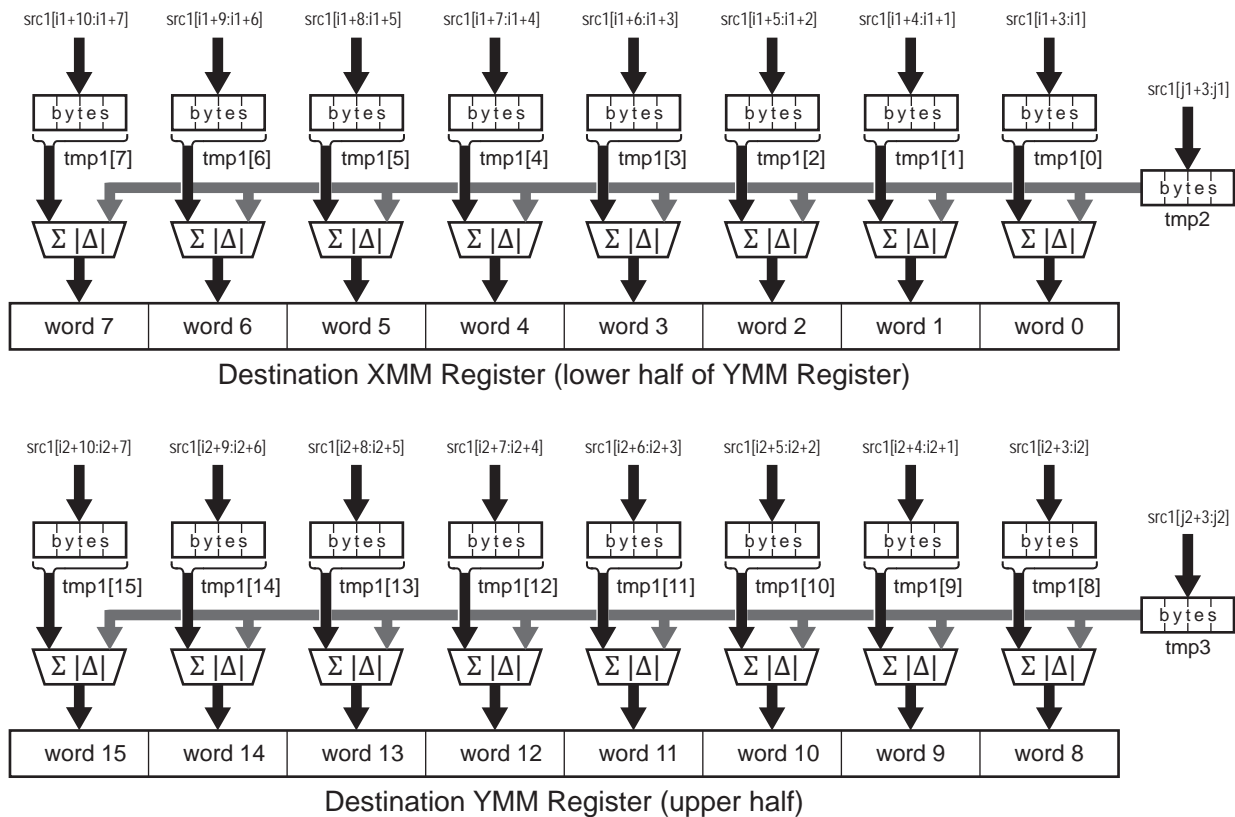 src1[i1+10:i1+7] src1[i1+9:i1+6] src1[i1+8:i1+5] src1[i1+7:i1+4] src1[i1+6:i1+3] src1[i1+5:i1+2] src1[i1+4:i1+1] src1[i1+3:i1]
src1[j1+3:j1]
bytes bytes bytes bytes bytes bytes bytes bytes
tmp1[7] tmp1[6] tmp1[5] tmp1[4] tmp1[3] tmp1[2] tmp1[1] tmp1[0]
bytes
tmp2
Σ |Δ| Σ |Δ| Σ |Δ| Σ |Δ| Σ |Δ| Σ |Δ| Σ |Δ| Σ |Δ|
word 7 word 6 word 5 word 4 word 3 word 2 word 1 word 0
Destination XMM Register (lower half of YMM Register)
src1[i2+10:i2+7] src1[i2+9:i2+6] src1[i2+8:i2+5] src1[i2+7:i2+4] src1[i2+6:i2+3] src1[i2+5:i2+2] src1[i2+4:i2+1] src1[i2+3:i2]
src1[j2+3:j2]
bytes bytes bytes bytes bytes bytes bytes bytes
tmp1[15] tmp1[14] tmp1[13] tmp1[12] tmp1[11] tmp1[10] tmp1[9] tmp1[8]
bytes
tmp3
Σ |Δ| Σ |Δ| Σ |Δ| Σ |Δ| Σ |Δ| Σ |Δ| Σ |Δ| Σ |Δ|
word 15 word 14 word 13 word 12 word 11 word 10 word 9 word 8
Destination YMM Register (upper half)